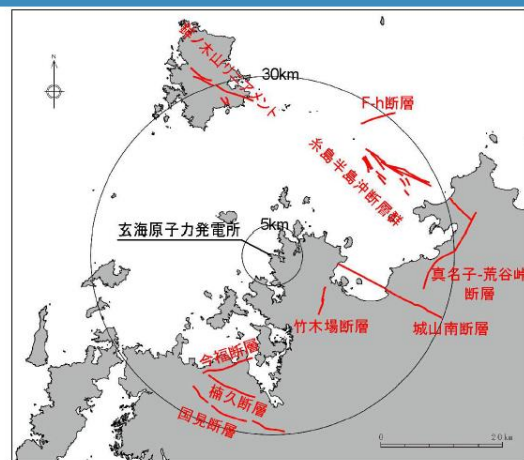 N
鉾ノ木山リニアメント
30km
F-h断層
糸島半島沖断層群
5km
玄海原子力発電所
真名子-荒谷峠
断層
竹木場断層
城山南断層
今福断層
楠久断層
国見断層
0
20km